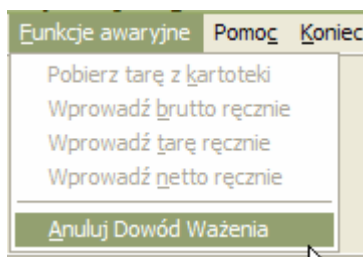 Funkcje awaryjne Pomoc Koniec
Pobierz tarę z kartoteki
Wprowadź brutto ręcznie
Wprowadź tarę ręcznie
Wprowadź netto ręcznie
Anuluj Dowód Ważenia